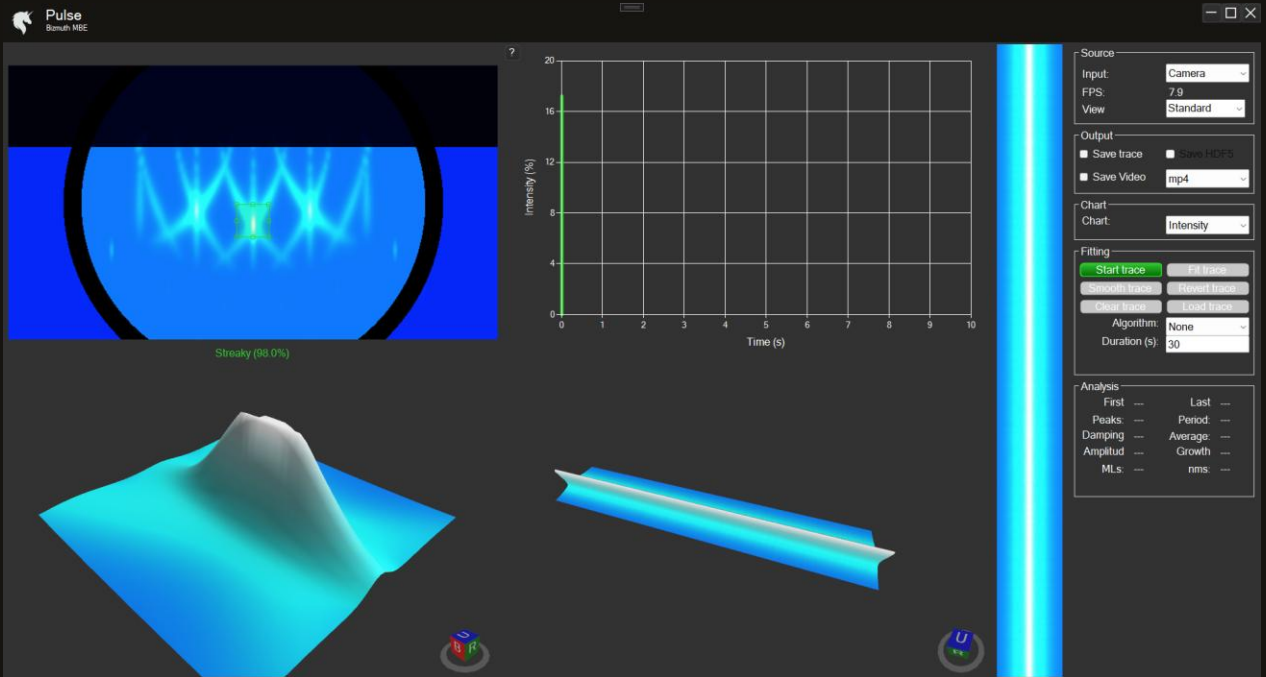 Pulse
Bizmuth MBE
?
Streaky (98.0%)
Intensity (%)
20
16
12
8
4
0
0 1 2 3 4 5 6 7 8 9 10
Time (s)
U
B R
U
Source
Input: Camera
FPS: 7.9
View Standard
Output
Save trace Save HDF5
Save Video mp4
Chart
Chart: Intensity
Fitting
Start trace Fit trace
Smooth trace Revert trace
Clear trace Load trace
Algorithm: None
Duration (s): 30
Analysis
First --- Last ---
Peaks: --- Period: ---
Damping --- Average: ---
Amplitud --- Growth ---
MLs: --- nms: ---